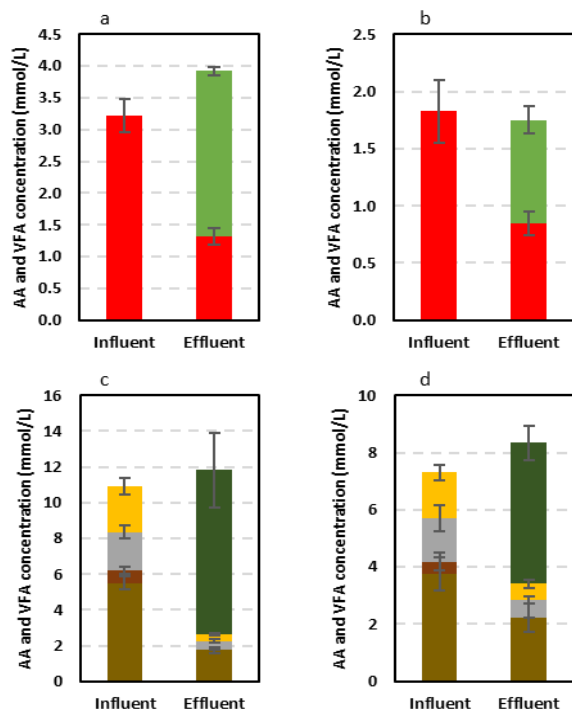 a
AA and VFA concentration (mmol/L)
4.5
4.0
3.5
3.0
2.5
2.0
1.5
1.0
0.5
0.0
Influent Effluent
b
AA and VFA concentration (mmol/L)
2.5
2.0
1.5
1.0
0.5
0.0
Influent Effluent
c
AA and VFA concentration (mmol/L)
16
14
12
10
8
6
4
2
0
Influent Effluent
d
AA and VFA concentration (mmol/L)
10
8
6
4
2
0
Influent Effluent